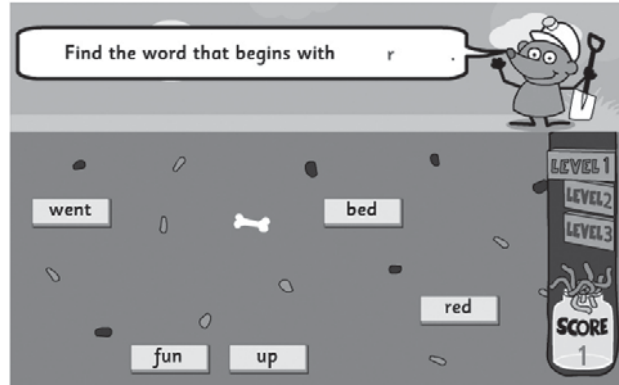 Find the word that begins with r .
LEVEL 1
LEVEL 2
LEVEL 3
went
bed
red
fun
up
SCORE
1